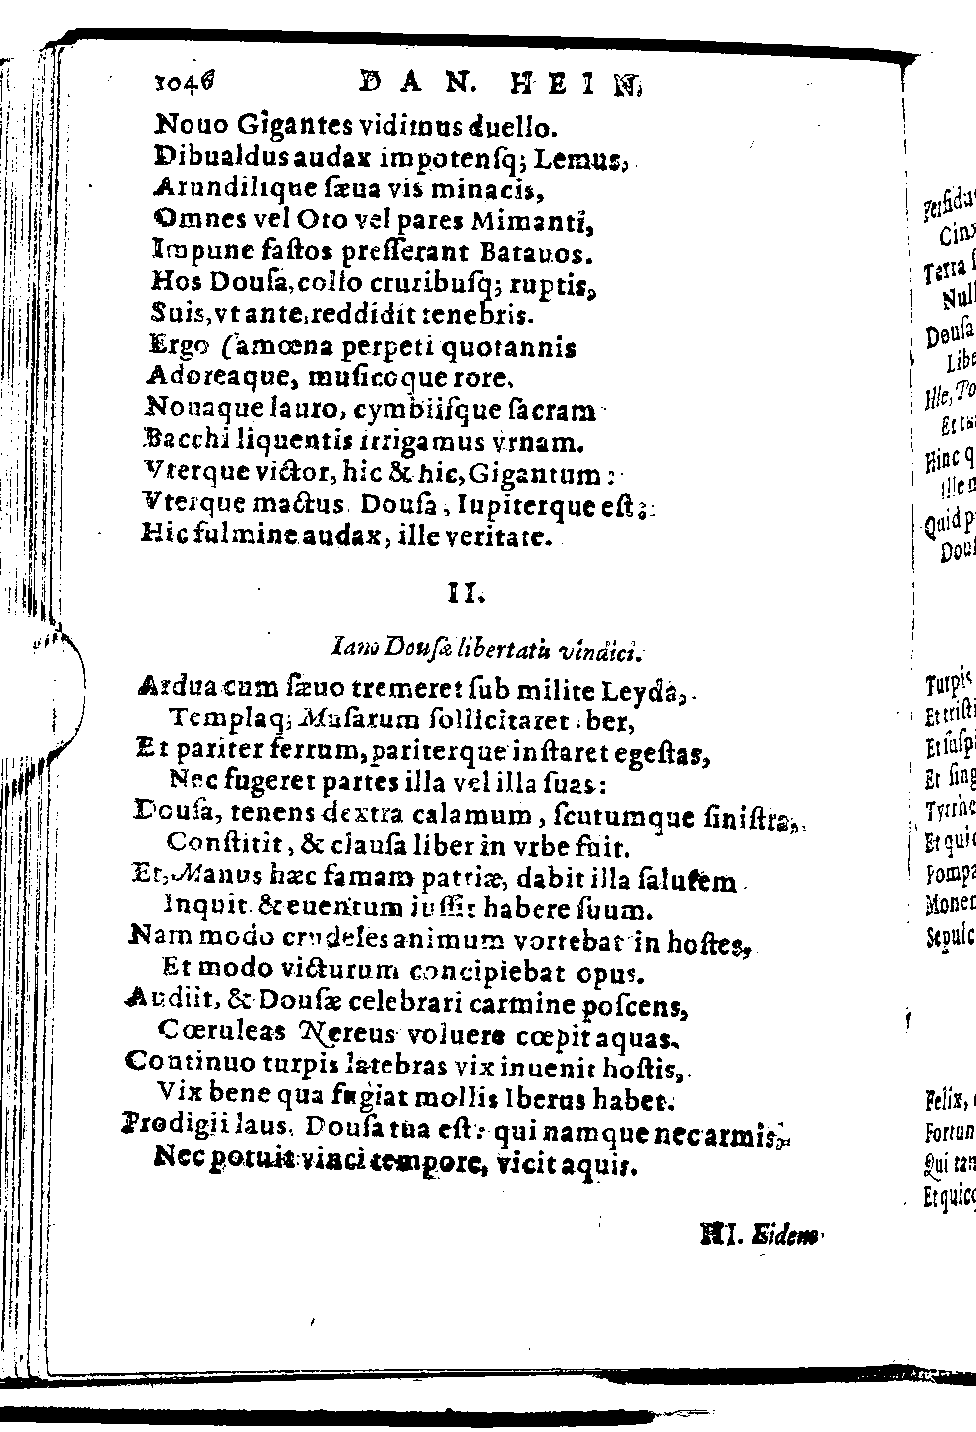 1046 DAN. HEIN.
Nouo Gigantes vidimus duello.
Dibualdus audax impotenſq; Lemus,
Arundilique ſæua vis minacis,
Omnes vel Oto vel pares Mimanti,
Impune faſtos preſſerant Batauos.
Hos Douſa, collo cruribuſq; ruptis,
Suis, vt ante, reddidit tenebris.
Ergo (amœna perpeti quotannis
Adoreaque, muſicoque rore,
Nouaque lauro, cymbiiſque ſacram
Bacchi liquentis irrigamus vrnam.
Vterque victor, hic & hic, Gigantum:
Vterque mactus Douſa, Iupiterque eſt;
Hic fulmine audax, ille veritate.
II.
Iano Douſæ libertatis vindici.
Ardua cum ſæuo tremeret ſub milite Leyda,
Templaq; Muſarum ſollicitaret Iber,
Et pariter ferrum, pariterque inſtaret egeſtas,
Nec fugeret partes illa vel illa ſuas:
Douſa, tenens dextra calamum, ſcutumque ſiniſtra,
Conſtitit, & clauſa liber in vrbe fuit.
Et, Manus hæc famam patriæ, dabit illa ſalutem
Inquit & euentum iuſſit habere ſuum.
Nam modo crudeles animum vortebat in hoſtes,
Et modo victurum concipiebat opus.
Audiit, & Douſæ celebrari carmine poſcens,
Cœruleas Nereus voluere cœpit aquas.
Continuo turpis latebras vix inuenit hoſtis,
Vix bene qua fugiat mollis Iberus habet.
Prodigii laus, Douſa tua eſt: qui namque nec armis,
Nec potuit vinci tempore, vicit aquis.
III. Eidem
Perfidus
Terra
Null
Douſa
Libe
Ille, To
Hinc q
Ille n
Quid p
Douſ
Turpis
Et triſti
Et ſuſpi
Et ſing
Tyrrhe
Et quic
Pompa
Moner
Sepulc
Felix,
Fortun
Qui tan
Et quicq